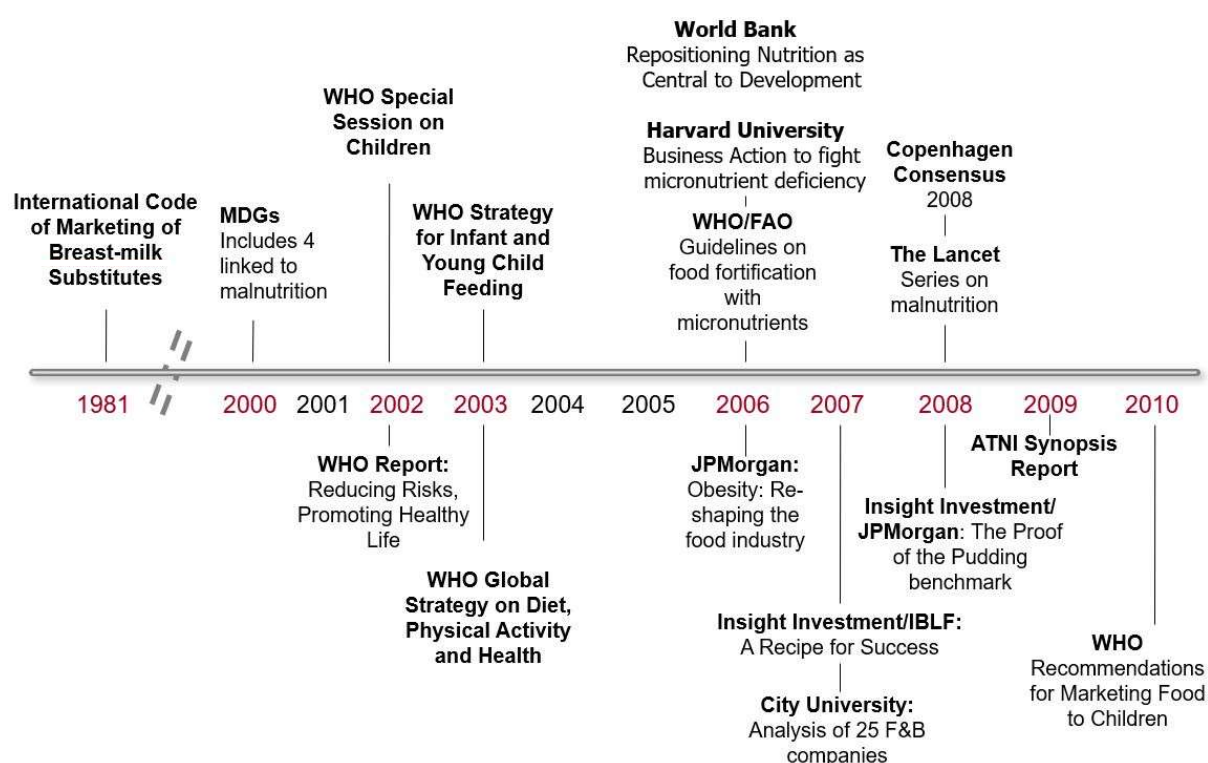 World Bank
Repositioning Nutrition as
Central to Development
WHO Special
Session on
Children
Harvard University
Business Action to fight
micronutrient deficiency
Copenhagen
Consensus
2008
International Code
of Marketing of
Breast-milk
Substitutes
MDGs
Includes 4
linked to
malnutrition
WHO Strategy
for Infant and
Young Child
Feeding
WHO/FAO
Guidelines on
food fortification
with
micronutrients
The Lancet
Series on
malnutrition
1981 2000 2001 2002 2003 2004 2005 2006 2007 2008 2009 2010
WHO Report:
Reducing Risks,
Promoting Healthy
Life
WHO Global
Strategy on Diet,
Physical Activity
and Health
JPMorgan:
Obesity: Re-
shaping the
food industry
Insight Investment/IBLF:
A Recipe for Success
City University:
Analysis of 25 F&B
companies
Insight Investment/
JPMorgan: The Proof
of the Pudding
benchmark
ATNI Synopsis
Report
WHO
Recommendations
for Marketing Food
to Children